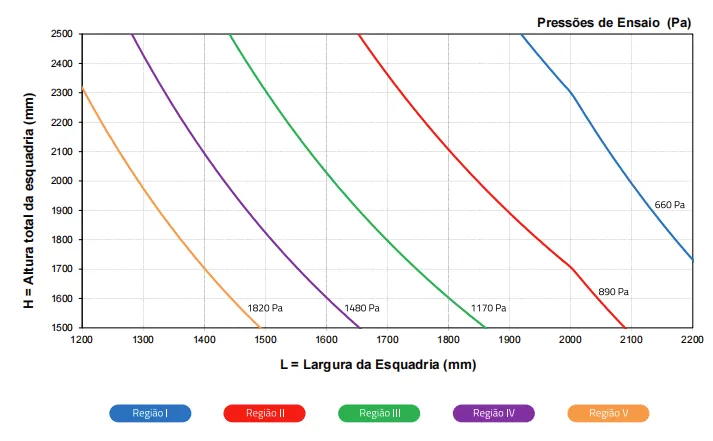 Pressões de Ensaio (Pa)
H = Altura total da esquadria (mm)
2500
2400
2300
2200
2100
2000
1900
1800
1700
1600
1500
660 Pa
890 Pa
1820 Pa
1480 Pa
1170 Pa
1200
1300
1400
1500
1600
1700
1800
1900
2000
2100
2200
L = Largura da Esquadria (mm)
Região I
Região II
Região III
Região IV
Região V